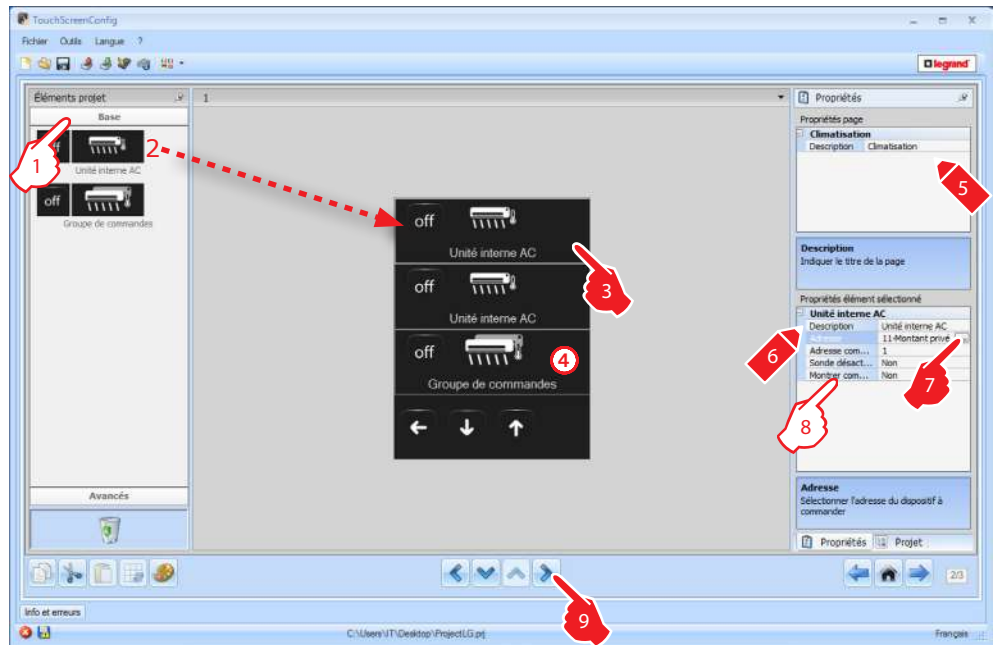 TouchScreenConfig
Fichier Outils Langue ?
legrand
Éléments projet
1
Propriétés
Base
Propriétés page
off
2
1
Unité interne AC
Climatisation
Description Climatisation
5
off
Groupe de commandes
off
Unité interne AC
3
Description
Indiquer le titre de la page
off
Unité interne AC
Propriétés élément sélectionné
Unité interne AC
Description Unité interne AC
Adresse 11-Montant privé
Adresse com... 1
Sonde désact... Non
Montrer com... Non
6
7
8
off
4
Groupe de commandes
Avancés
Adresse
Sélectionner l'adresse du dispositif à
commander
Propriétés Projet
2/3
9
Info et erreurs
C:\Users\IT\Desktop\ProjectLG.prj
Français